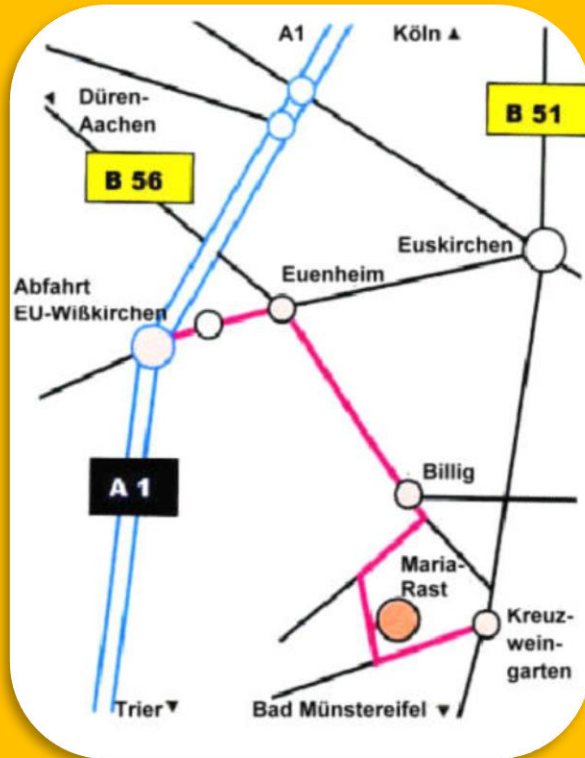 A1
Köln ▲
◄ Düren-
Aachen
B 51
B 56
Euskirchen
Euenheim
Abfahrt
EU-Wißkirchen
A 1
Billig
Maria-
Rast
Kreuz-
wein-
garten
Trier ▼
Bad Münstereifel ▼